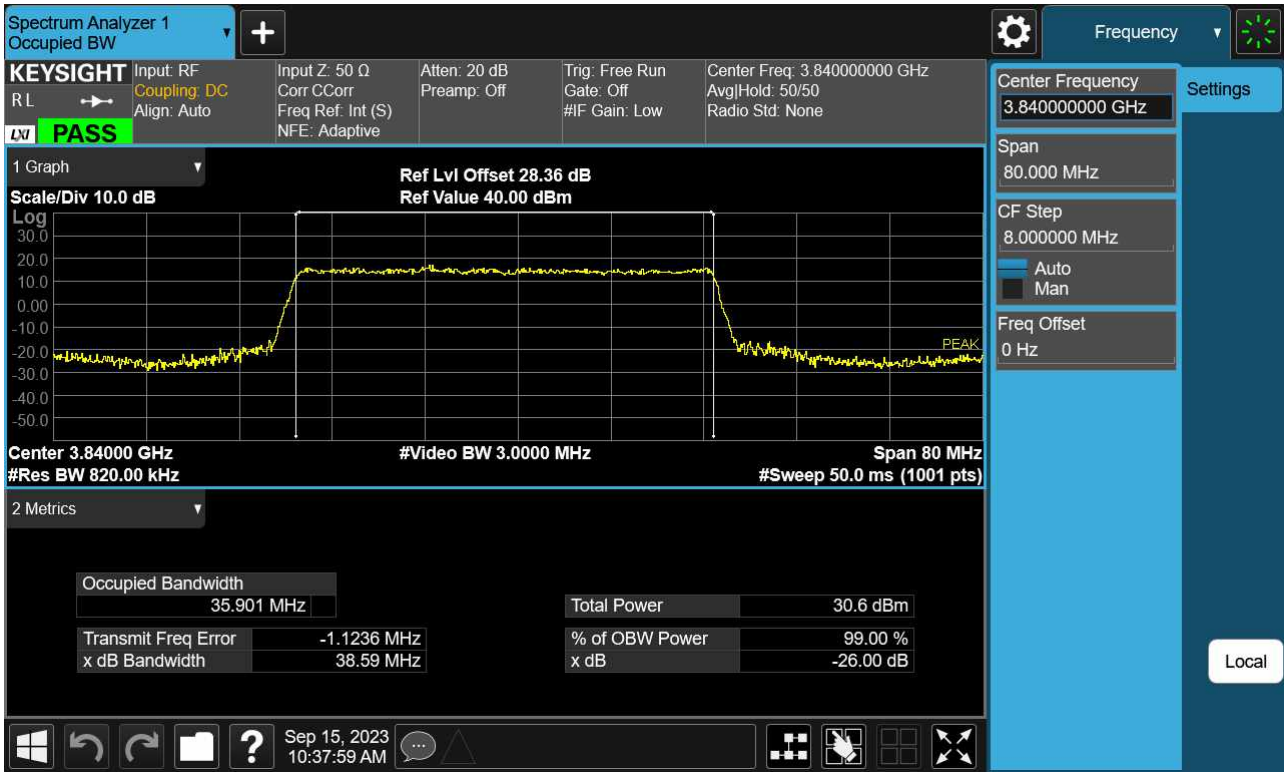 Spectrum Analyzer 1
Occupied BW
+
Frequency
KEYSIGHT
R L
LXI
PASS
Input: RF
Coupling: DC
Align: Auto
Input Z: 50 Ω
Corr CCorr
Freq Ref: Int (S)
NFE: Adaptive
Atten: 20 dB
Preamp: Off
Trig: Free Run
Gate: Off
#IF Gain: Low
Center Freq: 3.840000000 GHz
Avg|Hold: 50/50
Radio Std: None
Center Frequency
3.840000000 GHz
Settings
Span
80.000 MHz
CF Step
8.000000 MHz
Auto
Man
Freq Offset
0 Hz
1 Graph
Scale/Div 10.0 dB
Ref Lvl Offset 28.36 dB
Ref Value 40.00 dBm
Log
30.0
20.0
10.0
0.00
-10.0
-20.0
-30.0
-40.0
-50.0
PEAK
Center 3.84000 GHz
#Video BW 3.0000 MHz
Span 80 MHz
#Res BW 820.00 kHz
#Sweep 50.0 ms (1001 pts)
2 Metrics
Occupied Bandwidth
35.901 MHz
Total Power 30.6 dBm
Transmit Freq Error -1.1236 MHz
% of OBW Power 99.00 %
x dB Bandwidth 38.59 MHz
x dB -26.00 dB
Local
?
Sep 15, 2023
10:37:59 AM